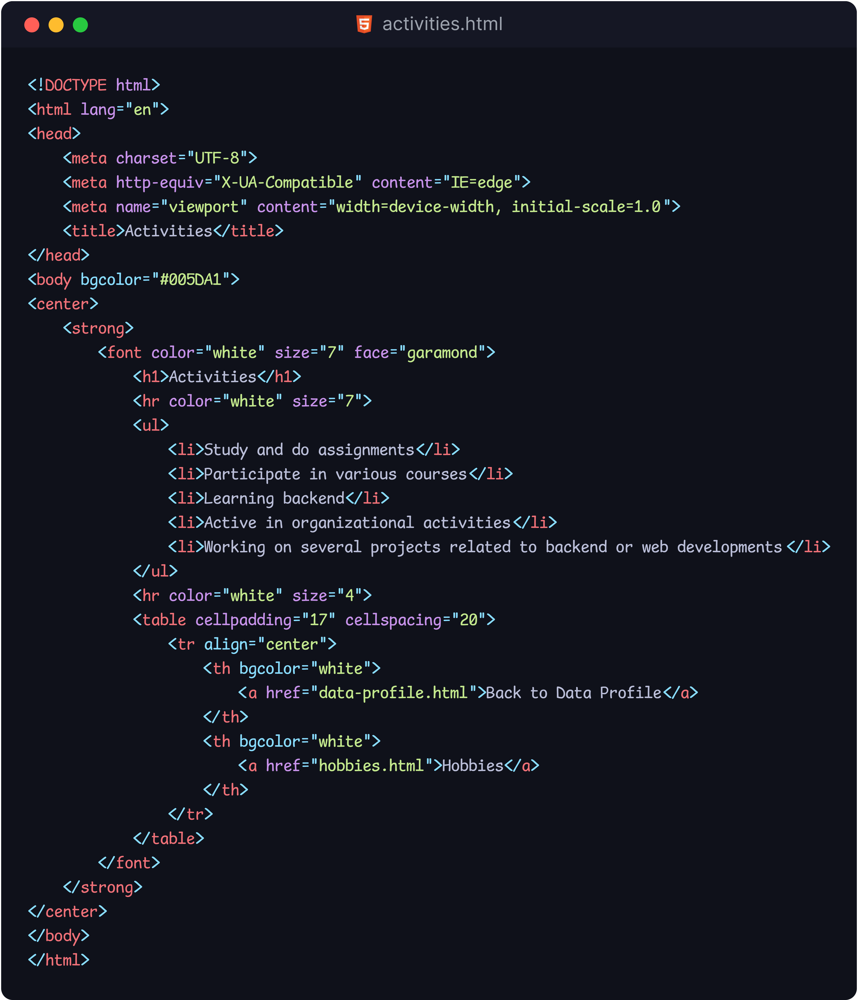 activities.html
<!DOCTYPE html>
<html lang="en">
<head>
    <meta charset="UTF-8">
    <meta http-equiv="X-UA-Compatible" content="IE=edge">
    <meta name="viewport" content="width=device-width, initial-scale=1.0">
    <title>Activities</title>
</head>
<body bgcolor="#005DA1">
<center>
    <strong>
        <font color="white" size="7" face="garamond">
            <h1>Activities</h1>
            <hr color="white" size="7">
            <ul>
                <li>Study and do assignments</li>
                <li>Participate in various courses</li>
                <li>Learning backend</li>
                <li>Active in organizational activities</li>
                <li>Working on several projects related to backend or web developments</li>
            </ul>
            <hr color="white" size="4">
            <table cellpadding="17" cellspacing="20">
                <tr align="center">
                    <th bgcolor="white">
                        <a href="data-profile.html">Back to Data Profile</a>
                    </th>
                    <th bgcolor="white">
                        <a href="hobbies.html">Hobbies</a>
                    </th>
                </tr>
            </table>
        </font>
    </strong>
</center>
</body>
</html>